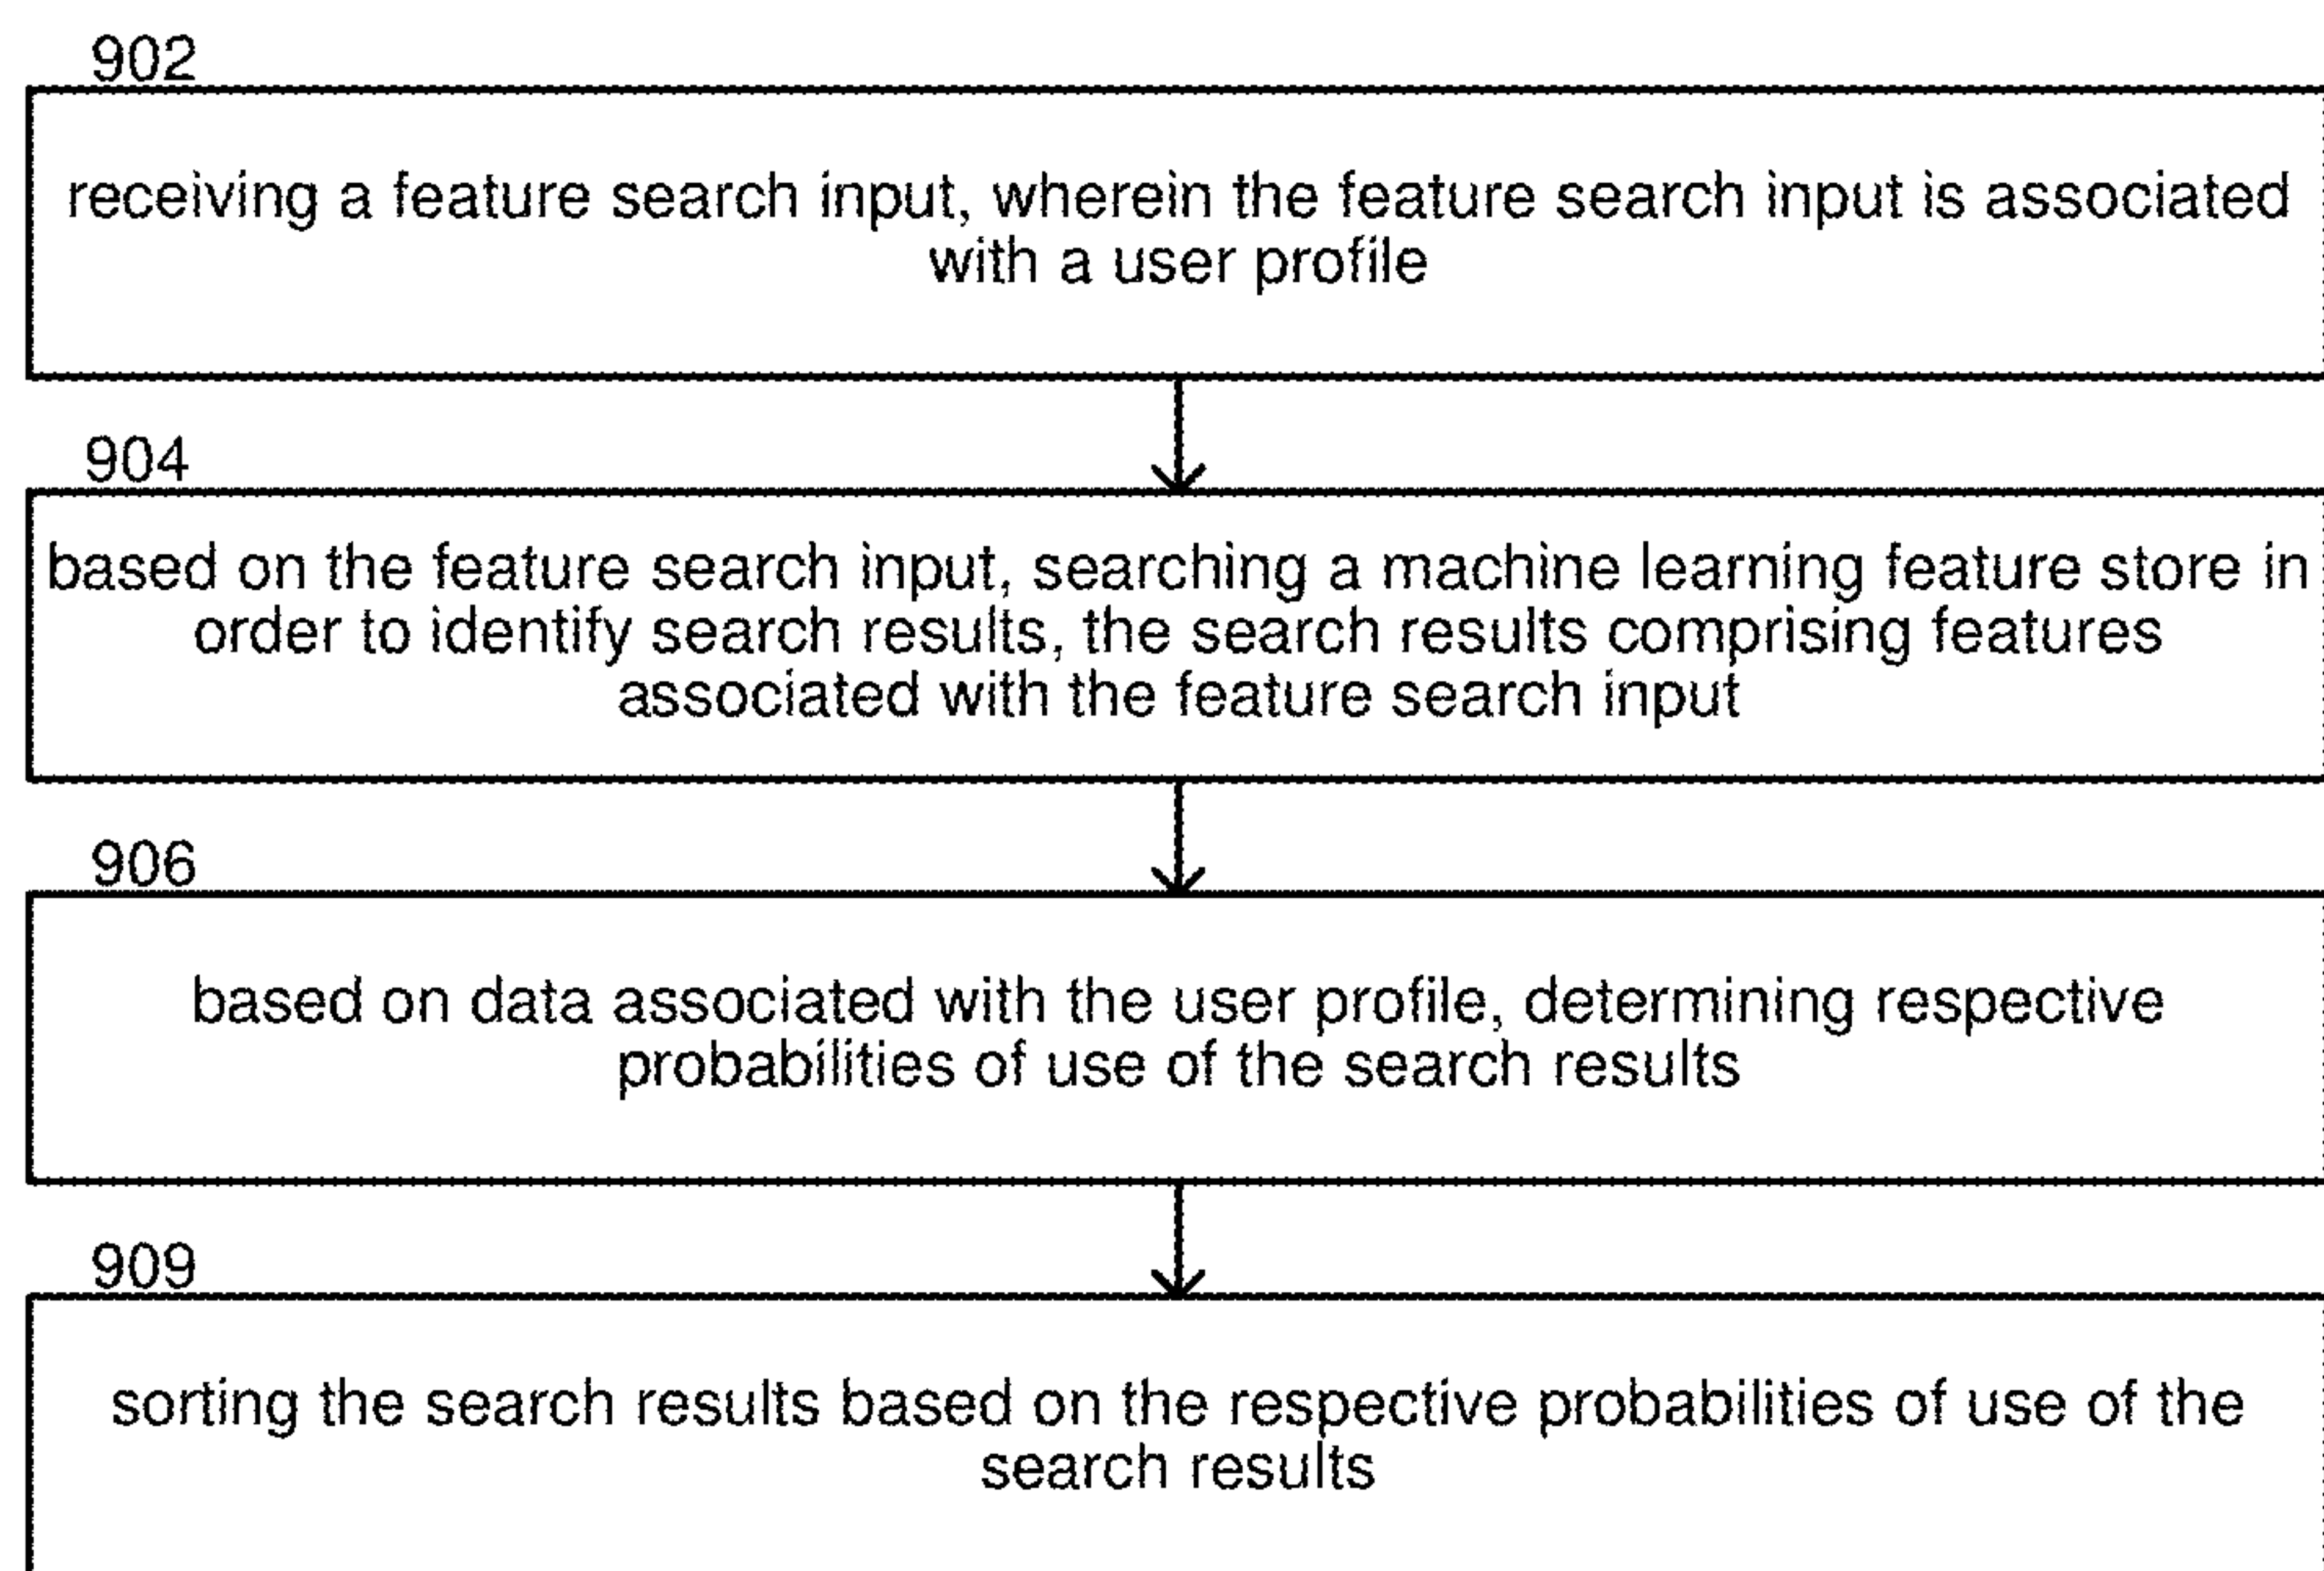 902
receiving a feature search input, wherein the feature search input is associated
with a user profile
904
based on the feature search input, searching a machine learning feature store in
order to identify search results, the search results comprising features
associated with the feature search input
906
based on data associated with the user profile, determining respective
probabilities of use of the search results
909
sorting the search results based on the respective probabilities of use of the
search results